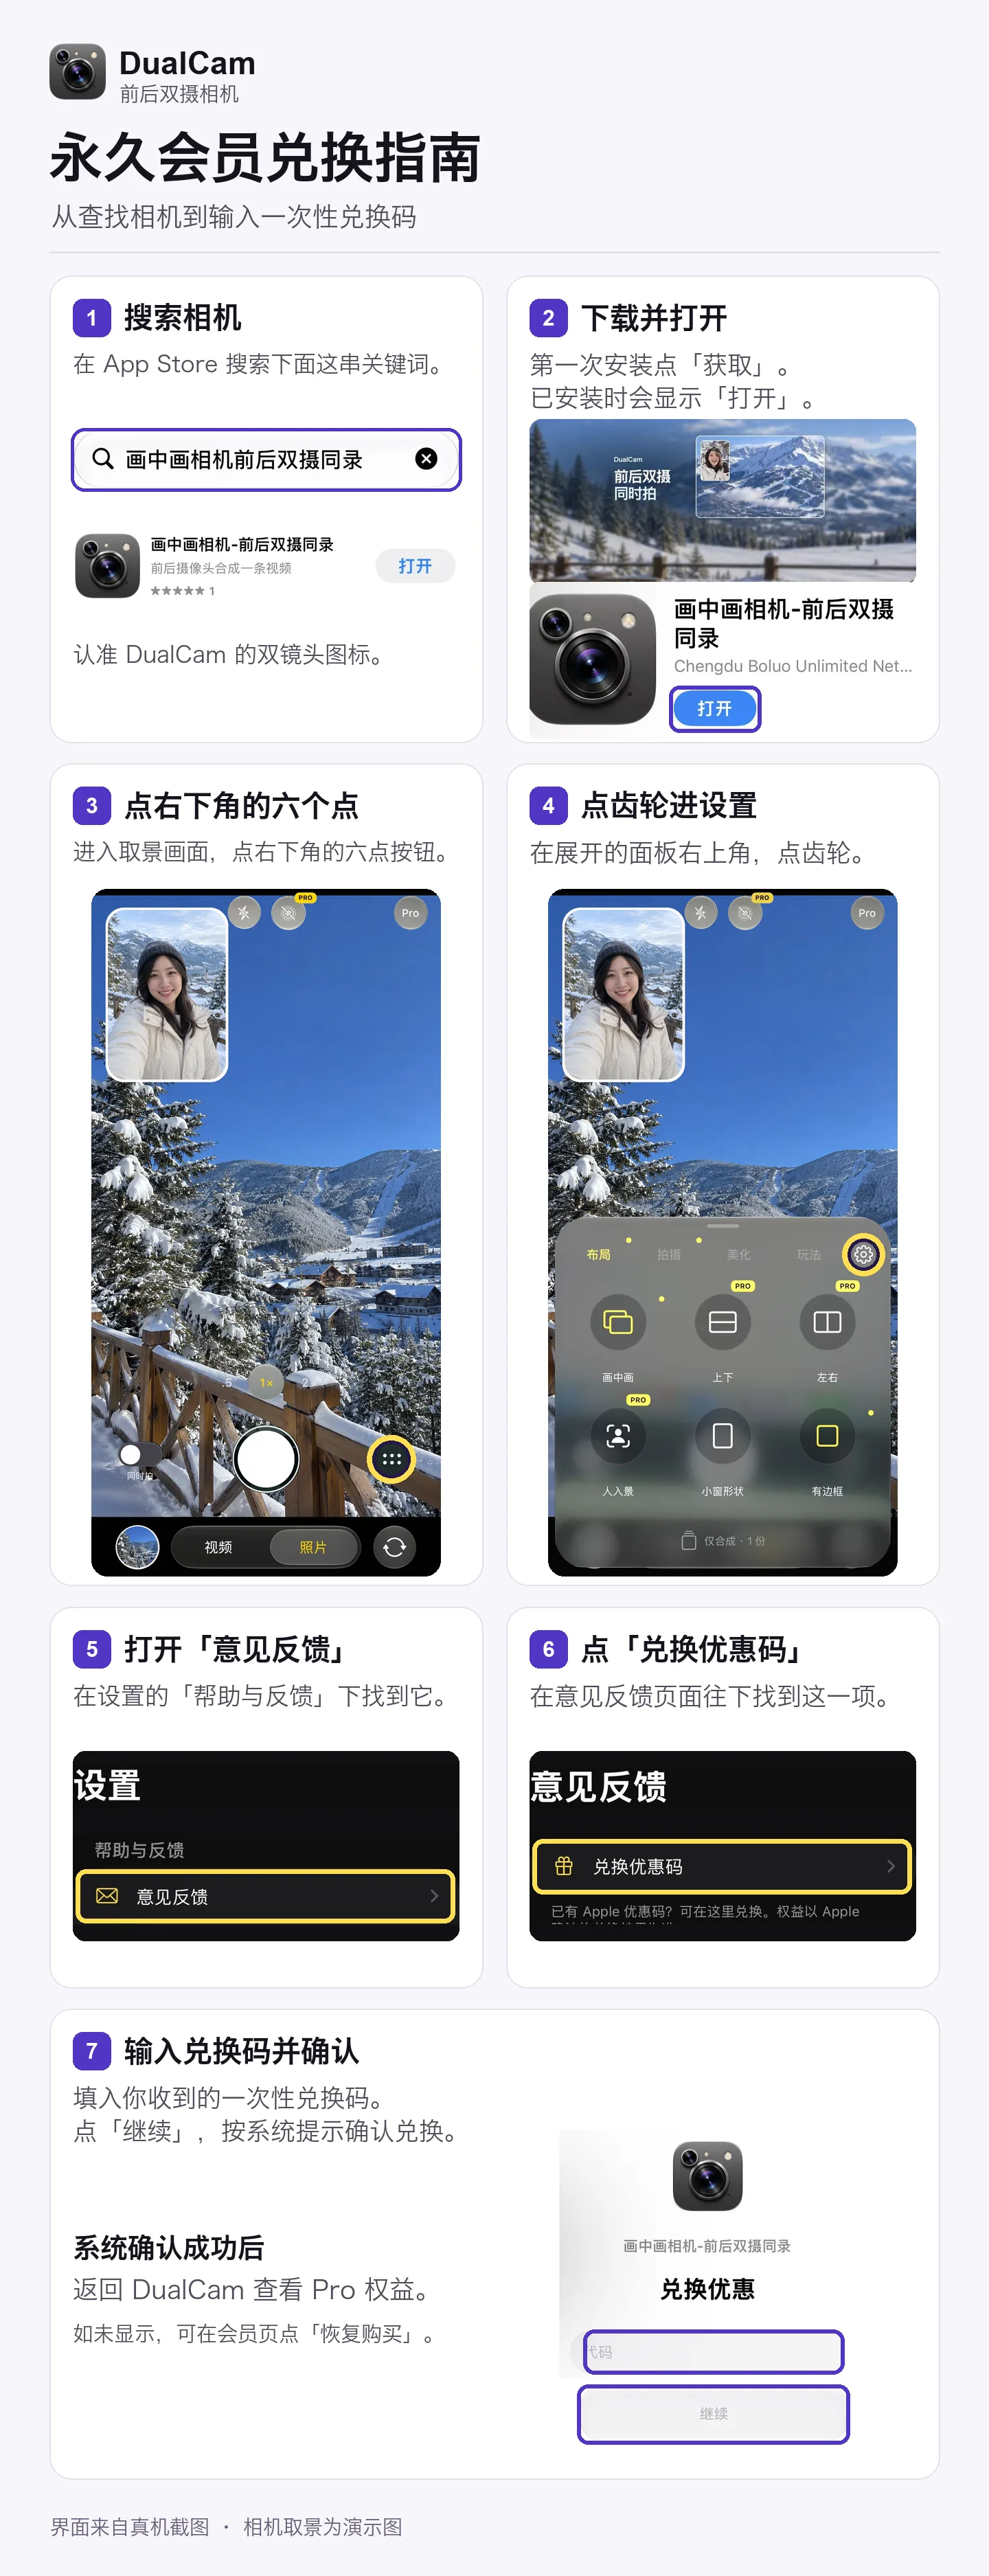 DualCam
前后双摄相机
永久会员兑换指南
从查找相机到输入一次性兑换码
1 搜索相机
在 App Store 搜索下面这串关键词。
画中画相机前后双摄同录
画中画相机-前后双摄同录
前后摄像头合成一条视频
★★★★★ 1
打开
认准 DualCam 的双镜头图标。
2 下载并打开
第一次安装点「获取」。
已安装时会显示「打开」。
DualCam
前后双摄
同时拍
画中画相机-前后双摄
同录
Chengdu Boluo Unlimited Net...
打开
3 点右下角的六个点
进入取景画面，点右下角的六点按钮。
PRO
Pro
.5 1× 2
同时拍
视频 照片
4 点齿轮进设置
在展开的面板右上角，点齿轮。
PRO
Pro
布局 拍摄 美化 玩法
PRO PRO
画中画 上下 左右
PRO
人入景 小窗形状 有边框
仅合成 · 1 份
5 打开「意见反馈」
在设置的「帮助与反馈」下找到它。
设置
帮助与反馈
意见反馈
6 点「兑换优惠码」
在意见反馈页面往下找到这一项。
意见反馈
兑换优惠码
已有 Apple 优惠码？可在这里兑换。权益以 Apple
7 输入兑换码并确认
填入你收到的一次性兑换码。
点「继续」，按系统提示确认兑换。
系统确认成功后
返回 DualCam 查看 Pro 权益。
如未显示，可在会员页点「恢复购买」。
画中画相机-前后双摄同录
兑换优惠
代码
继续
界面来自真机截图 · 相机取景为演示图